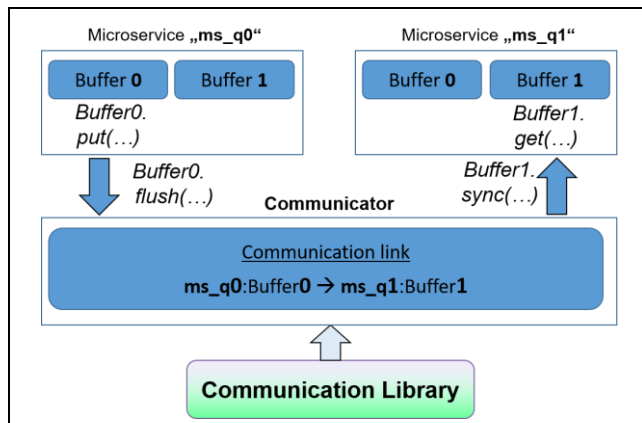 Microservice „ms_q0“
Microservice „ms_q1“
Buffer 0
Buffer 1
Buffer 0
Buffer 1
Buffer0.
put(…)
Buffer1.
get(…)
Buffer0.
flush(…)
Buffer1.
sync(…)
Communicator
Communication link
ms_q0:Buffer0 → ms_q1:Buffer1
Communication Library